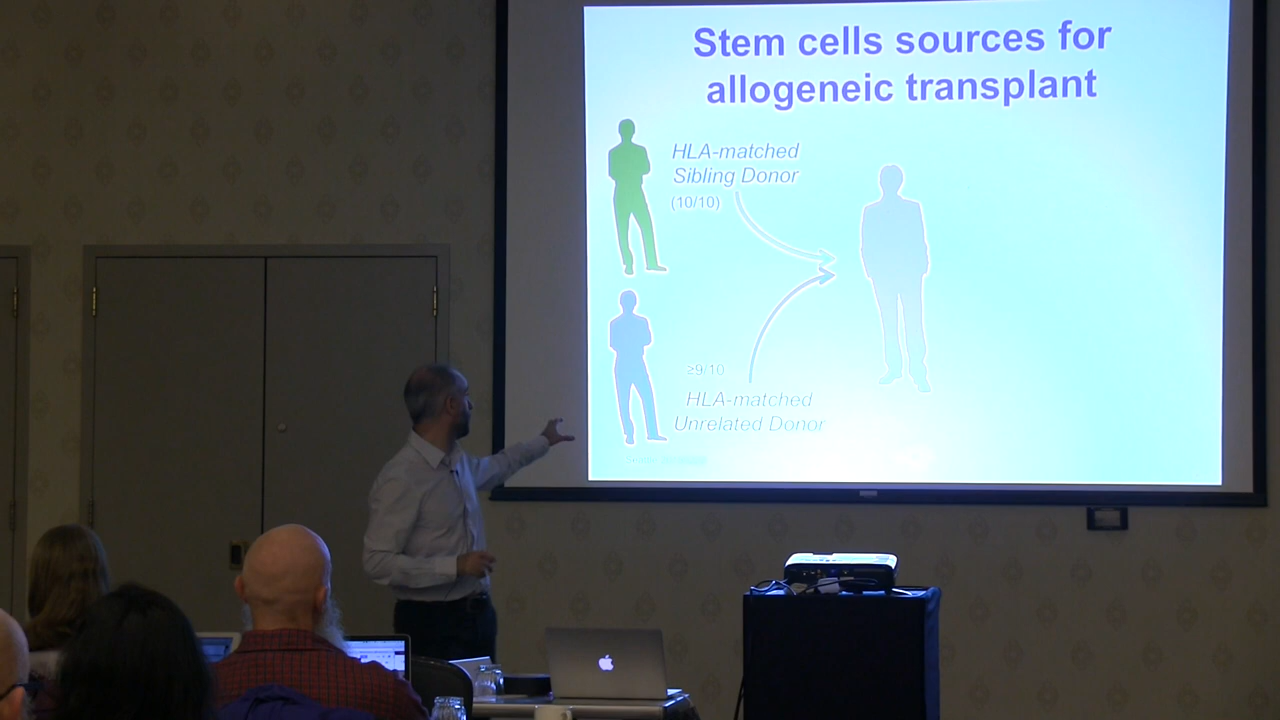 Stem cells sources for
allogeneic transplant
HLA-matched
Sibling Donor
(10/10)
≥9/10
HLA-matched
Unrelated Donor